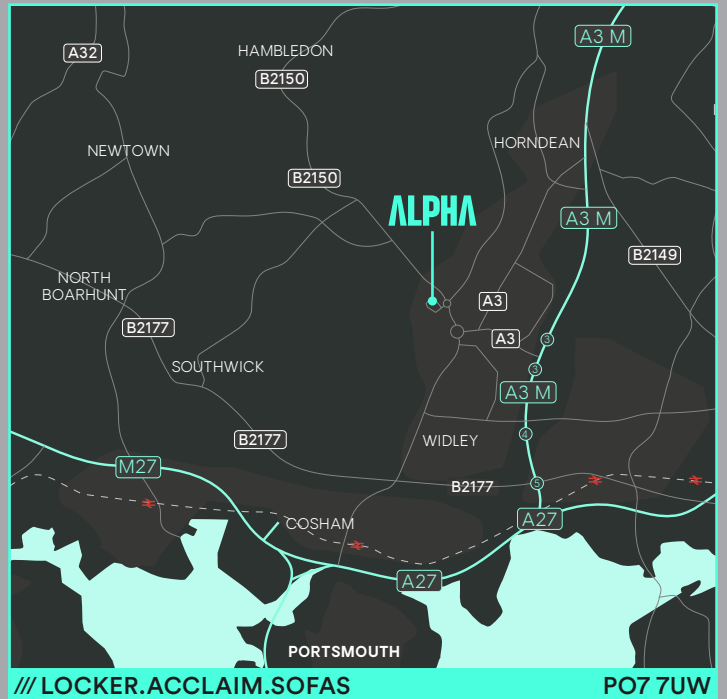 A3 M
A32
HAMBLEDON
B2150
HORNDEAN
NEWTOWN
B2150
ALPHA
A3 M
B2149
NORTH
BOARHUNT
A3
B2177
A3
3
SOUTHWICK
3
A3 M
4
WIDLEY
B2177
M27
5
B2177
A27
COSHAM
A27
PORTSMOUTH
/// LOCKER.ACCLAIM.SOFAS
PO7 7UW